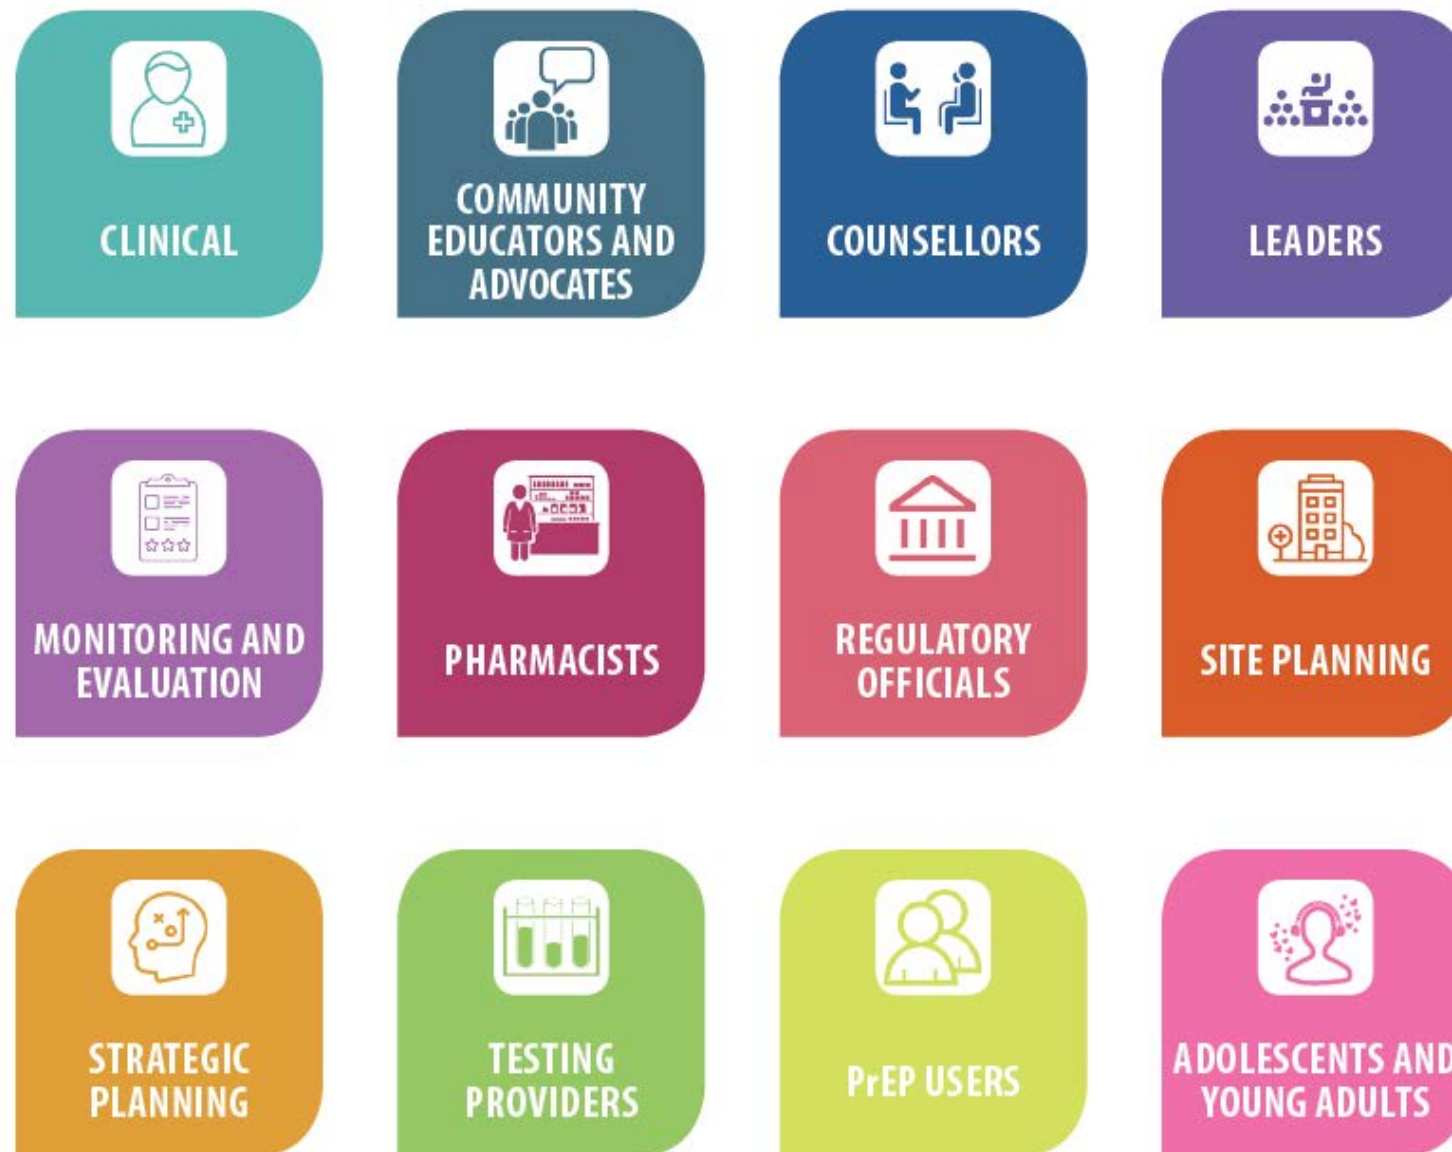 CLINICAL
COMMUNITY
EDUCATORS AND
ADVOCATES
COUNSELLORS
LEADERS
MONITORING AND
EVALUATION
PHARMACISTS
REGULATORY
OFFICIALS
SITE PLANNING
STRATEGIC
PLANNING
TESTING
PROVIDERS
PrEP USERS
ADOLESCENTS AND
YOUNG ADULTS